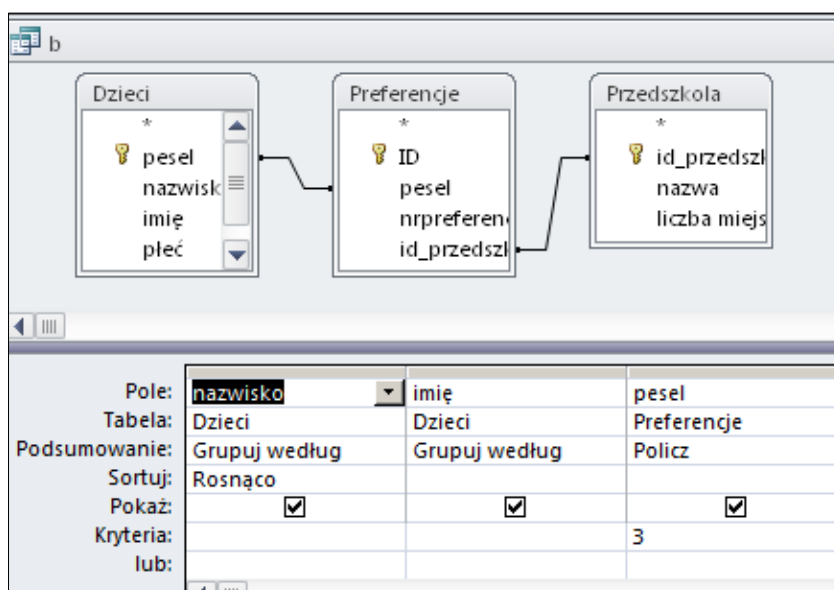 b
Dzieci Preferencje Przedszkola
* * *
pesel ID id_przedszk
nazwisk pesel nazwa
imię nrpreferen liczba miejs
płeć id_przedszk
Pole: nazwisko imię pesel
Tabela: Dzieci Dzieci Preferencje
Podsumowanie: Grupuj według Grupuj według Policz
Sortuj: Rosnąco
Pokaż:
Kryteria: 3
lub: